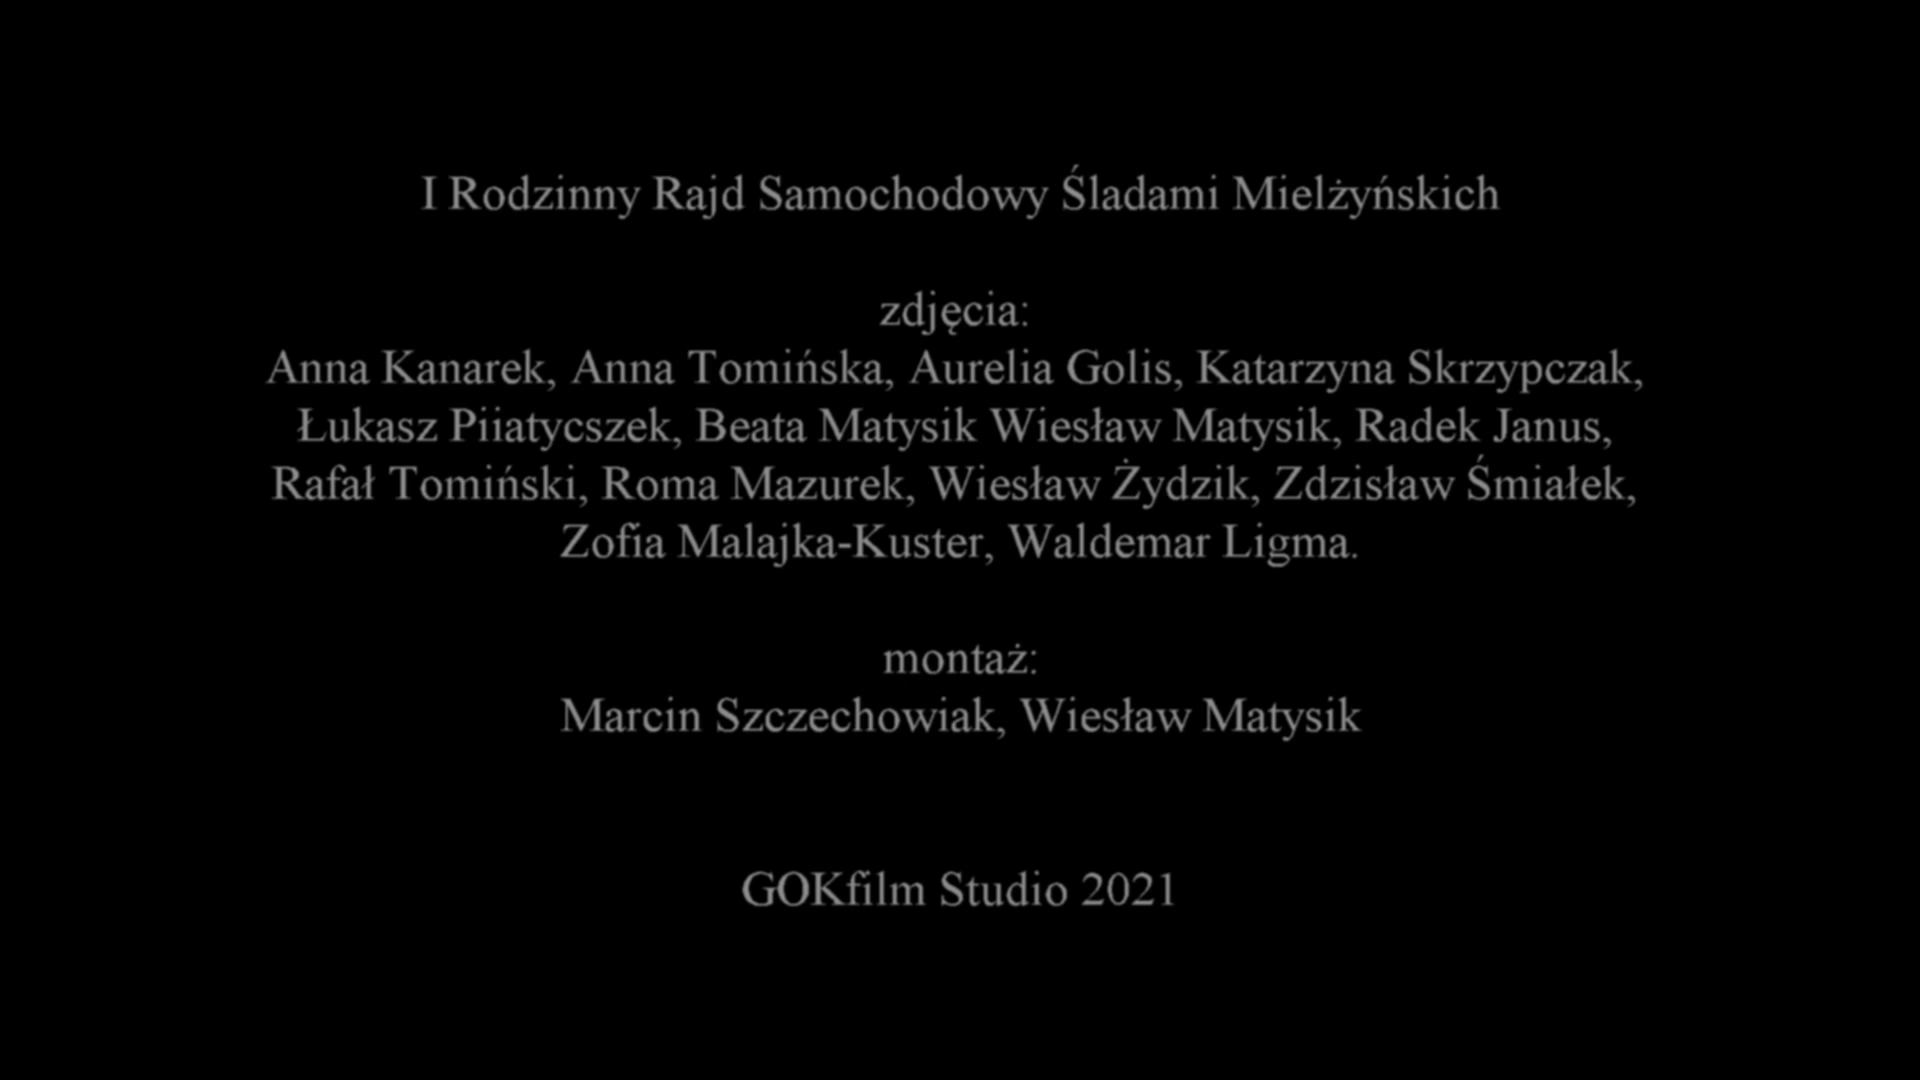 I Rodzinny Rajd Samochodowy Śladami Mielżyńskich
zdjęcia:
Anna Kanarek, Anna Tomińska, Aurelia Golis, Katarzyna Skrzypczak,
Łukasz Piiatycszek, Beata Matysik Wiesław Matysik, Radek Janus,
Rafał Tomiński, Roma Mazurek, Wiesław Żydzik, Zdzisław Śmiałek,
Zofia Malajka-Kuster, Waldemar Ligma.
montaż:
Marcin Szczechowiak, Wiesław Matysik
GOKfilm Studio 2021